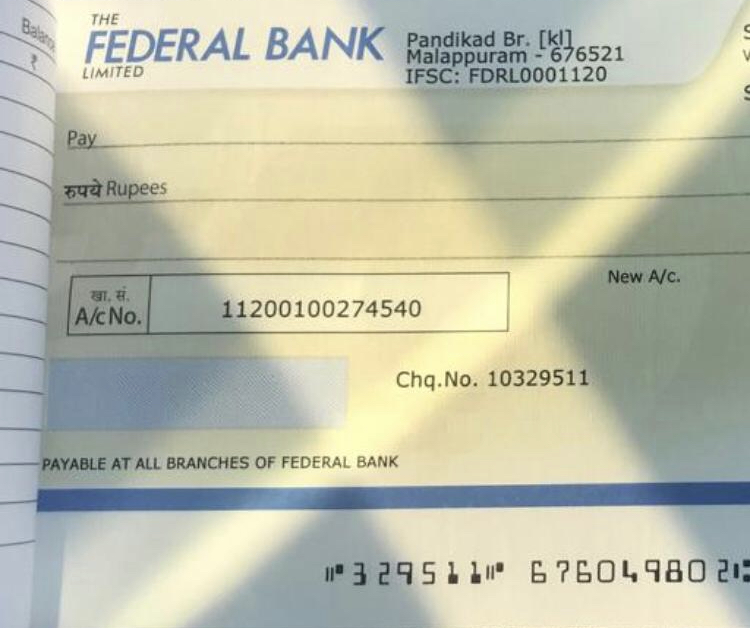 Balance
₹
THE
FEDERAL BANK
LIMITED
Pandikad Br. [kl]
Malappuram - 676521
IFSC: FDRL0001120
Pay
रुपये Rupees
खा. सं.
A/c No.
11200100274540
New A/c.
Chq.No. 10329511
PAYABLE AT ALL BRANCHES OF FEDERAL BANK
⑈329511⑈ 676049802⑆